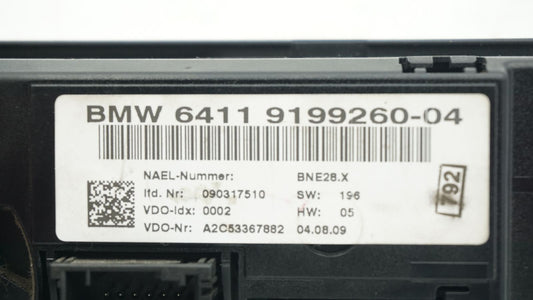 BMW 6411 9199260-04
NAEL-Nummer: BNE28.X
lfd. Nr: 090317510 SW: 196
VDO-Idx: 0002 HW: 05
VDO-Nr: A2C53367882 04.08.09
792